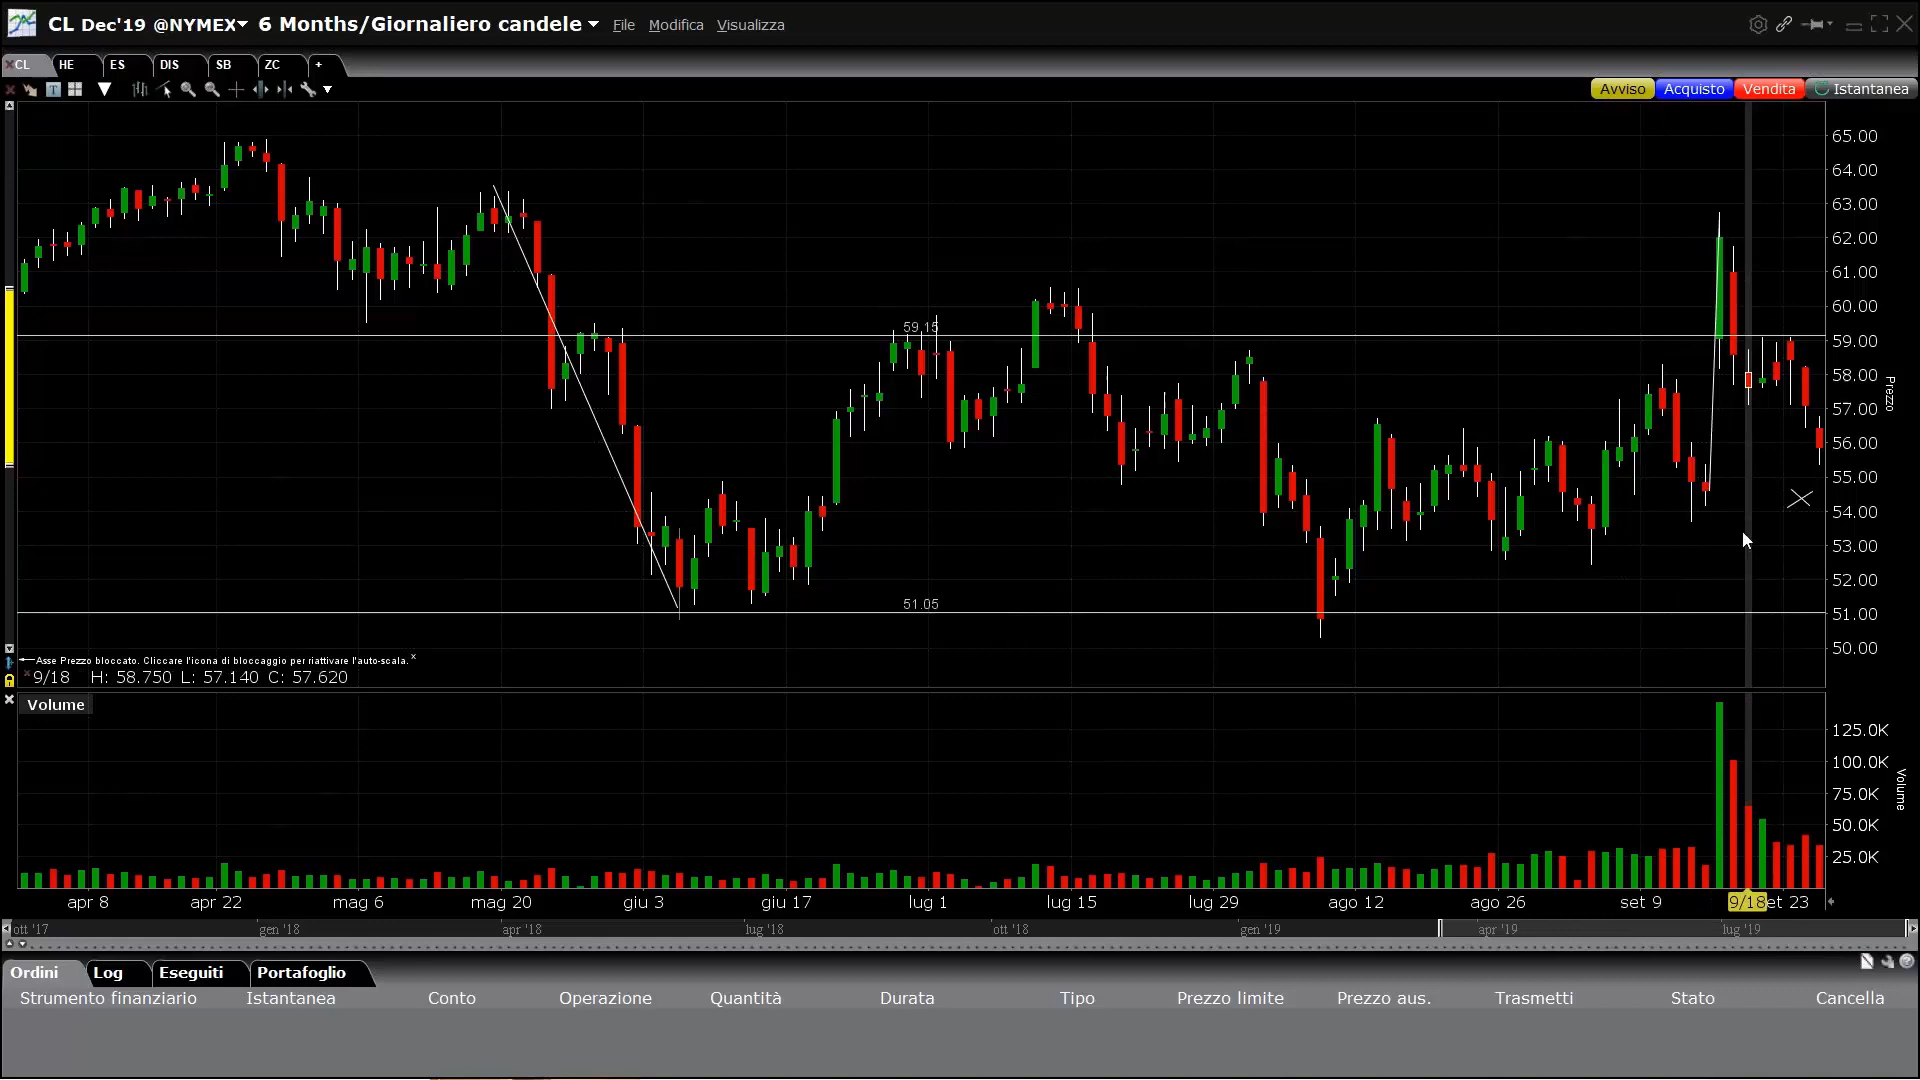 CL Dec'19 @NYMEX 6 Months/Giornaliero candele File Modifica Visualizza
CL HE ES DIS SB ZC +
T
Avviso Acquisto Vendita Istantanea
65.00
64.00
63.00
62.00
61.00
60.00
59.15
59.00
58.00
Prezzo
57.00
56.00
55.00
54.00
53.00
52.00
51.05
51.00
50.00
Asse Prezzo bloccato. Cliccare l'icona di bloccaggio per riattivare l'auto-scala. x
9/18 H: 58.750 L: 57.140 C: 57.620
Volume
125.0K
100.0K
75.0K
Volume
50.0K
25.0K
apr 8 apr 22 mag 6 mag 20 giu 3 giu 17 lug 1 lug 15 lug 29 ago 12 ago 26 set 9 9/18 et 23
ott '17 gen '18 apr '18 lug '18 ott '18 gen '19 apr '19 lug '19
Ordini Log Eseguiti Portafoglio
Strumento finanziario Istantanea Conto Operazione Quantità Durata Tipo Prezzo limite Prezzo aus. Trasmetti Stato Cancella